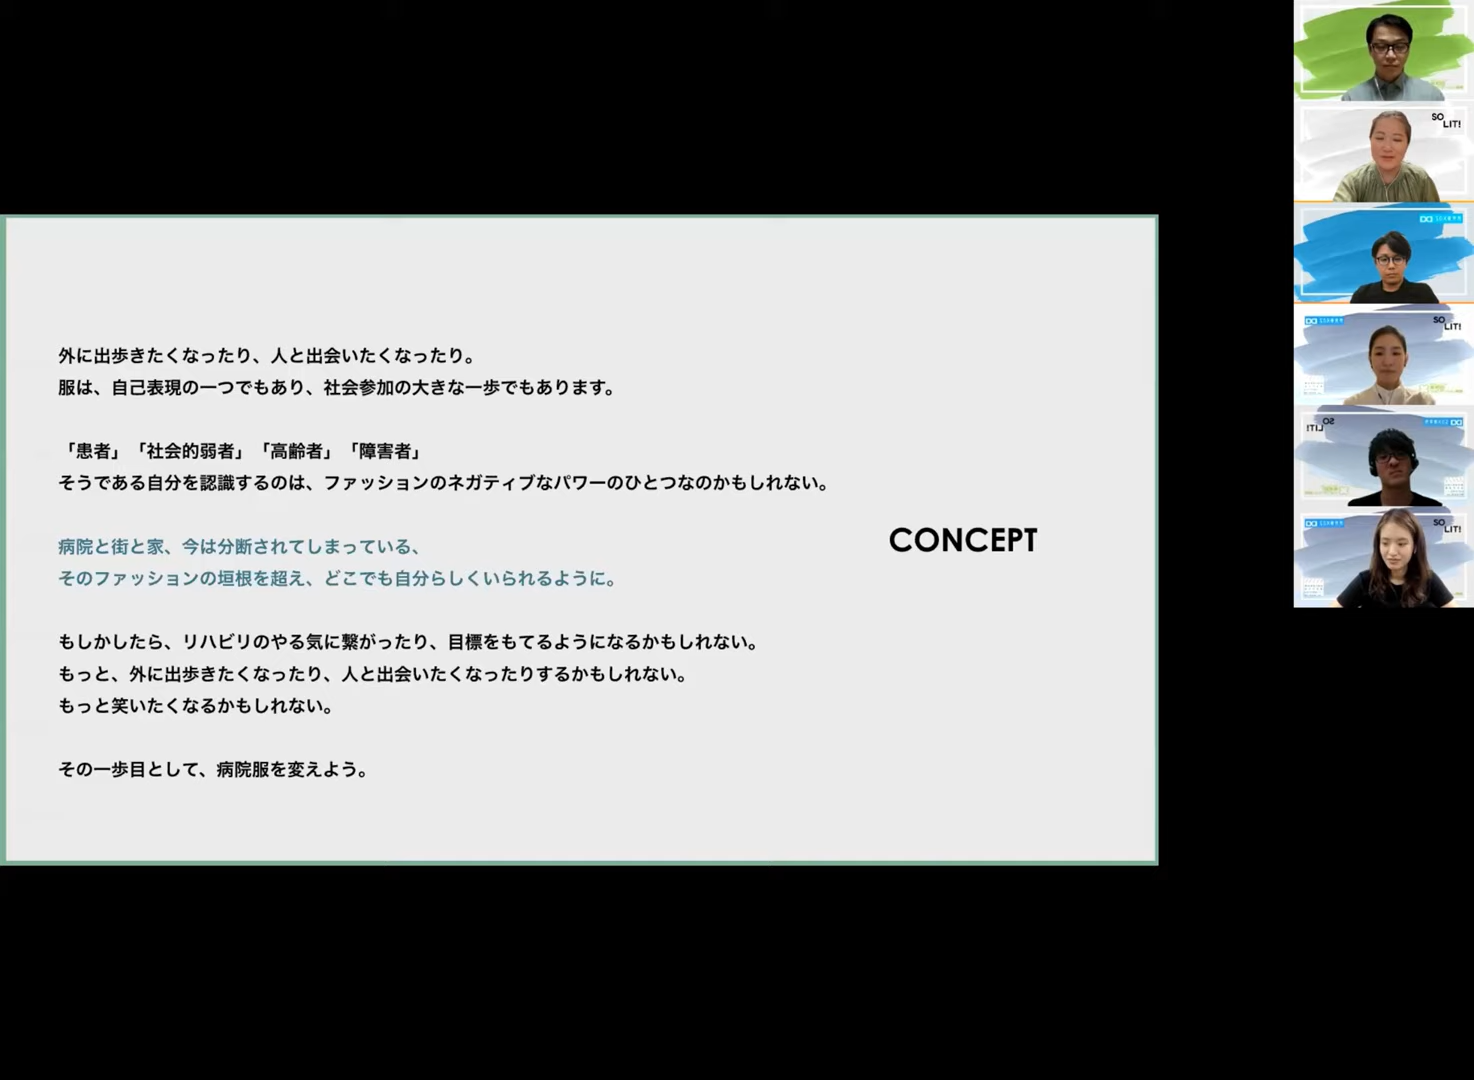 外に出歩きたくなったり、人と出会いたくなったり。
服は、自己表現の一つでもあり、社会参加の大きな一歩でもあります。
「患者」「社会的弱者」「高齢者」「障害者」
そうである自分を認識するのは、ファッションのネガティブなパワーのひとつなのかもしれない。
病院と街と家、今は分断されてしまっている、
そのファッションの垣根を超え、どこでも自分らしくいられるように。
もしかしたら、リハビリのやる気に繋がったり、目標をもてるようになるかもしれない。
もっと、外に出歩きたくなったり、人と出会いたくなったりするかもしれない。
もっと笑いたくなるかもしれない。
その一歩目として、病院服を変えよう。
CONCEPT
SO
LIT!
SO
LIT!
SO
LIT!
SO
LIT!